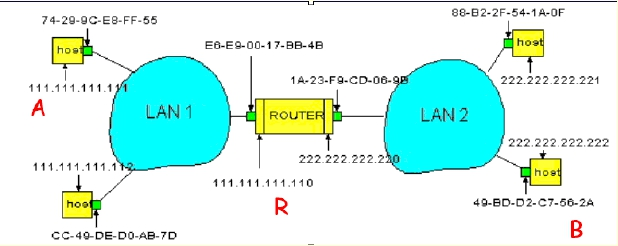 74-29-9C-E8-FF-55
88-B2-2F-54-1A-0F
host
E6-E9-00-17-BB-4B
host
1A-23-F9-CD-06-9B
111.111.111.111
222.222.222.221
A
LAN 1
ROUTER
LAN 2
222.222.222.220
222.222.222.222
111.111.111.112
111.111.111.110
host
host
R
49-BD-D2-C7-56-2A
CC-49-DE-D0-AB-7D
B